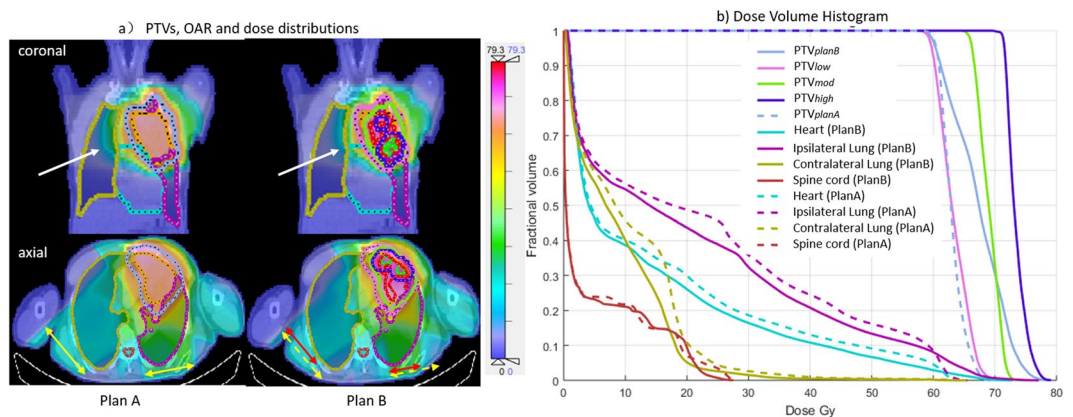 a） PTVs, OAR and dose distributions
coronal
79.3 79.3
axial
0 0
Plan A
Plan B
b) Dose Volume Histogram
Fractional volume
1
0.9
0.8
0.7
0.6
0.5
0.4
0.3
0.2
0.1
0
0 10 20 30 40 50 60 70 80
Dose Gy
PTVplanB
PTVlow
PTVmod
PTVhigh
PTVplanA
Heart (PlanB)
Ipsilateral Lung (PlanB)
Contralateral Lung (PlanB)
Spine cord (PlanB)
Heart (PlanA)
Ipsilateral Lung (PlanA)
Contralateral Lung (PlanA)
Spine cord (PlanA)